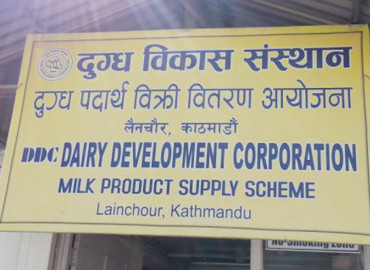 दुग्ध विकास संस्थान
दुग्ध पदार्थ विक्री वितरण आयोजना
लैनचौर, काठमाडौं
DDC DAIRY DEVELOPMENT CORPORATION
MILK PRODUCT SUPPLY SCHEME
Lainchour, Kathmandu
NO-SMOKING ZONE